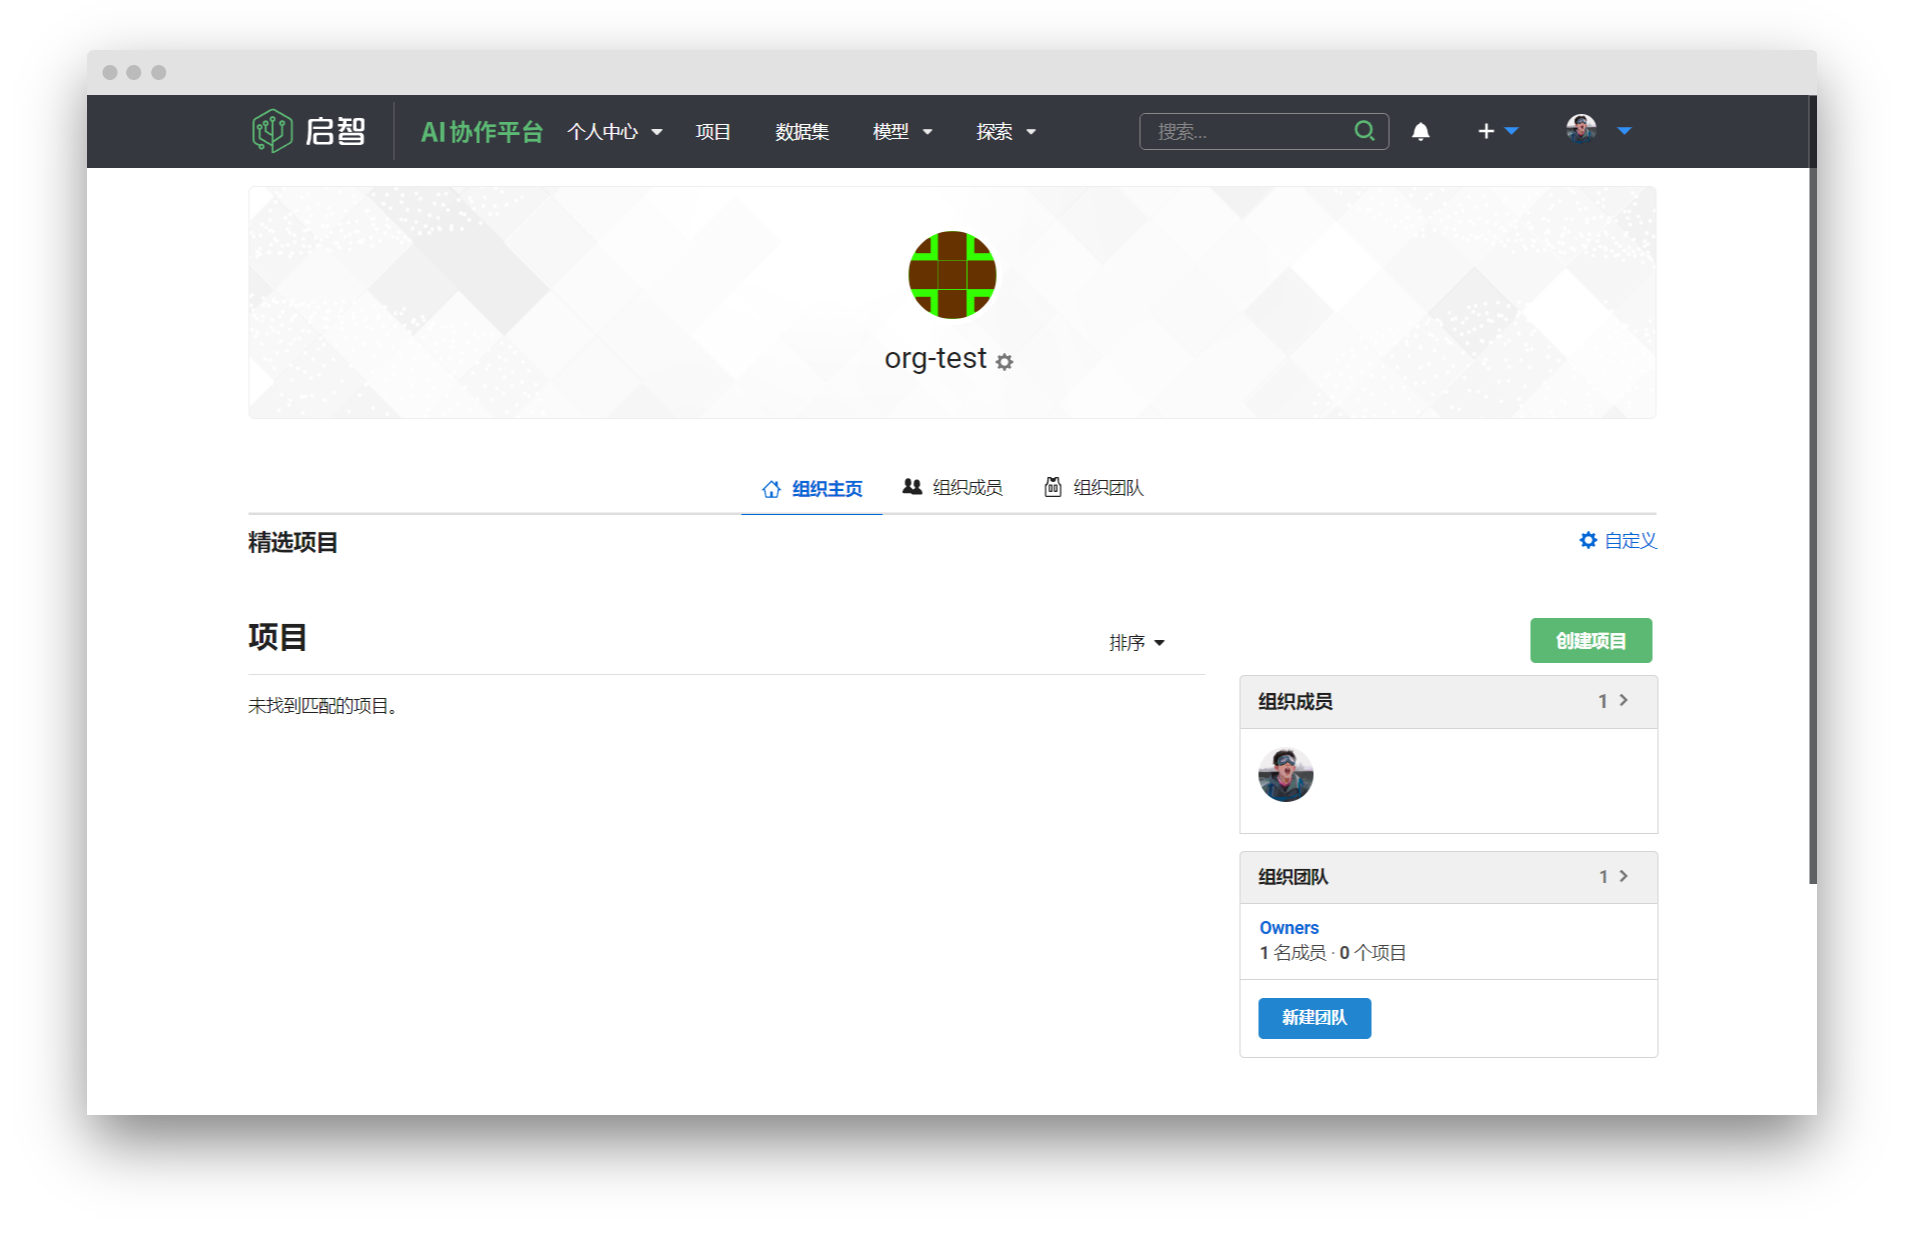 启智 AI协作平台 个人中心 项目 数据集 模型 探索 搜索...
org-test
组织主页 组织成员 组织团队
精选项目 自定义
项目 排序 创建项目
未找到匹配的项目。
组织成员 1
组织团队 1
Owners
1 名成员 · 0 个项目
新建团队